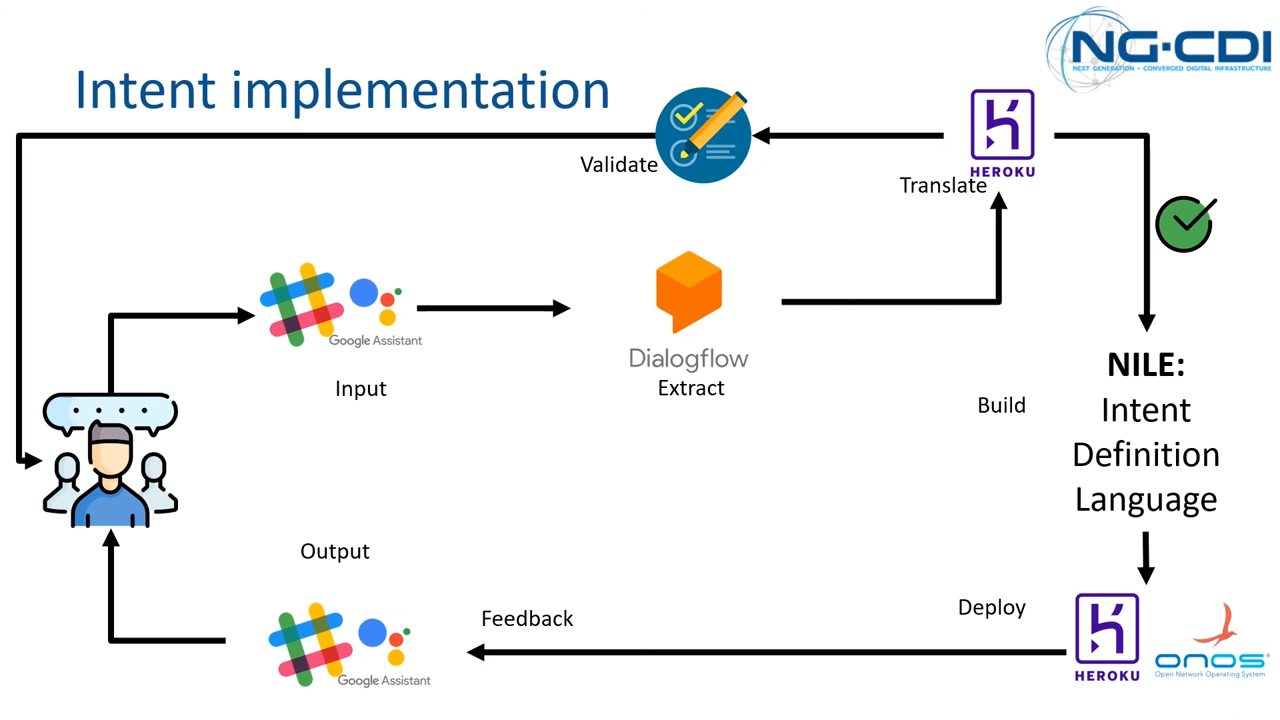 NG·CDI
NEXT GENERATION • CONVERGED DIGITAL INFRASTRUCTURE
Intent implementation
Validate
HEROKU
Translate
Google Assistant
Input
Dialogflow
Extract
Build
NILE:
Intent
Definition
Language
Output
Feedback
Deploy
Google Assistant
HEROKU
onos®
Open Network Operating System